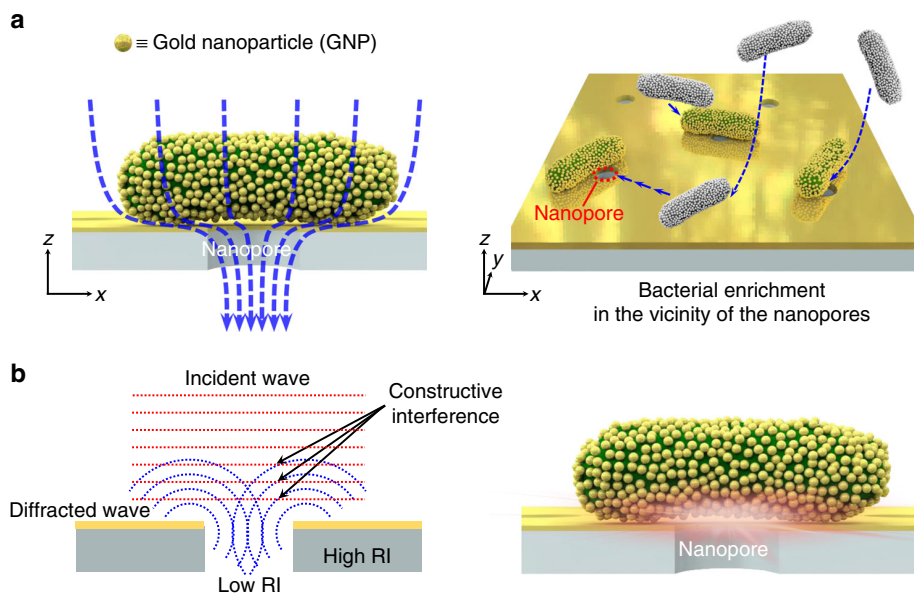 a
≡ Gold nanoparticle (GNP)
Nanopore
z
x
Nanopore
z
y
x
Bacterial enrichment
in the vicinity of the nanopores
b
Incident wave
Constructive
interference
Diffracted wave
High RI
Low RI
Nanopore